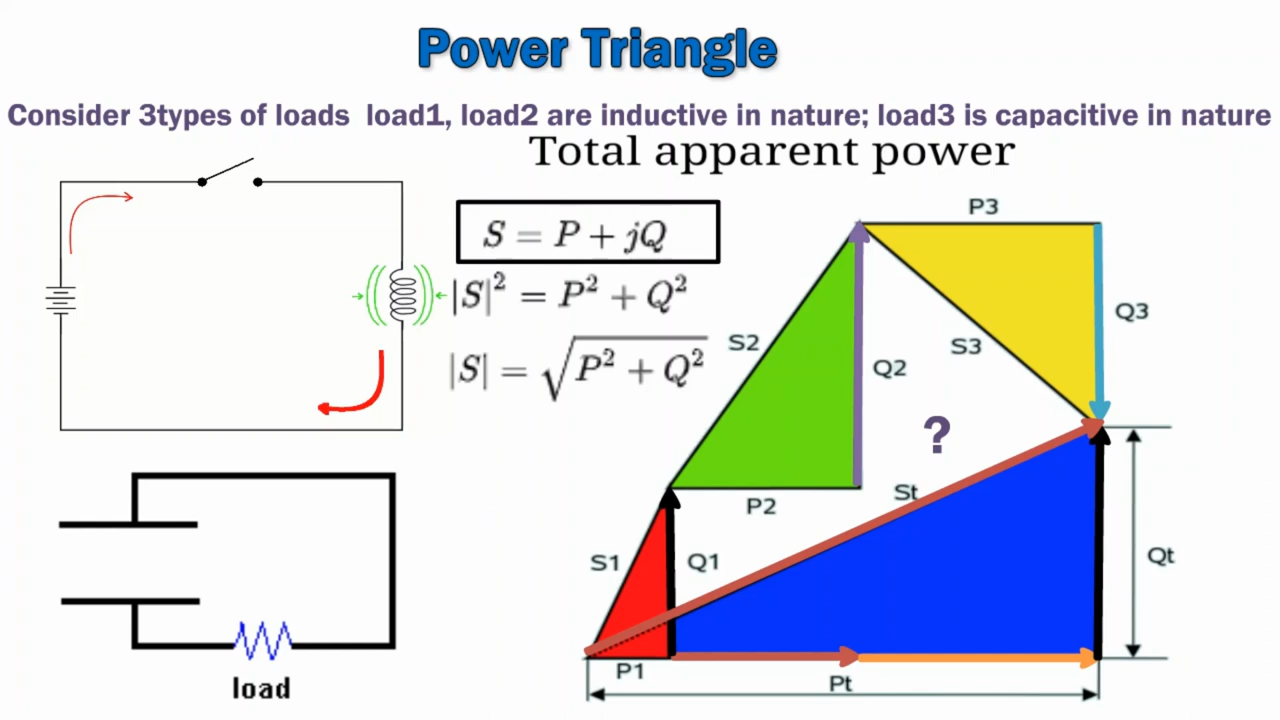 Power Triangle
Consider 3types of loads load1, load2 are inductive in nature; load3 is capacitive in nature
Total apparent power
S = P + jQ
|S|² = P² + Q²
|S| = √P² + Q²
P3
Q3
S3
S2
Q2
?
P2
St
S1
Q1
Qt
P1
Pt
load